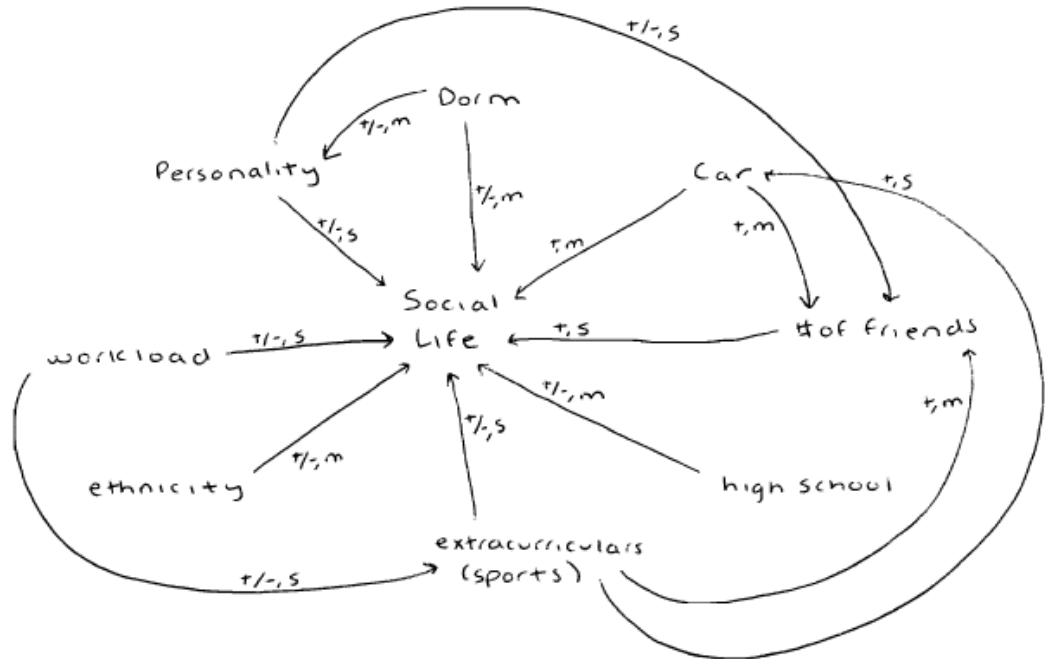 +/-, s
Dorm
+/-, m
Personality
Car
+, s
+/-, m
+, m
+/-, s
+, m
Social
Life
# of friends
+, s
workload
+/-, s
+/-, m
+, m
+/-, s
+/-, m
ethnicity
high school
extracurriculars
(sports)
+/-, s